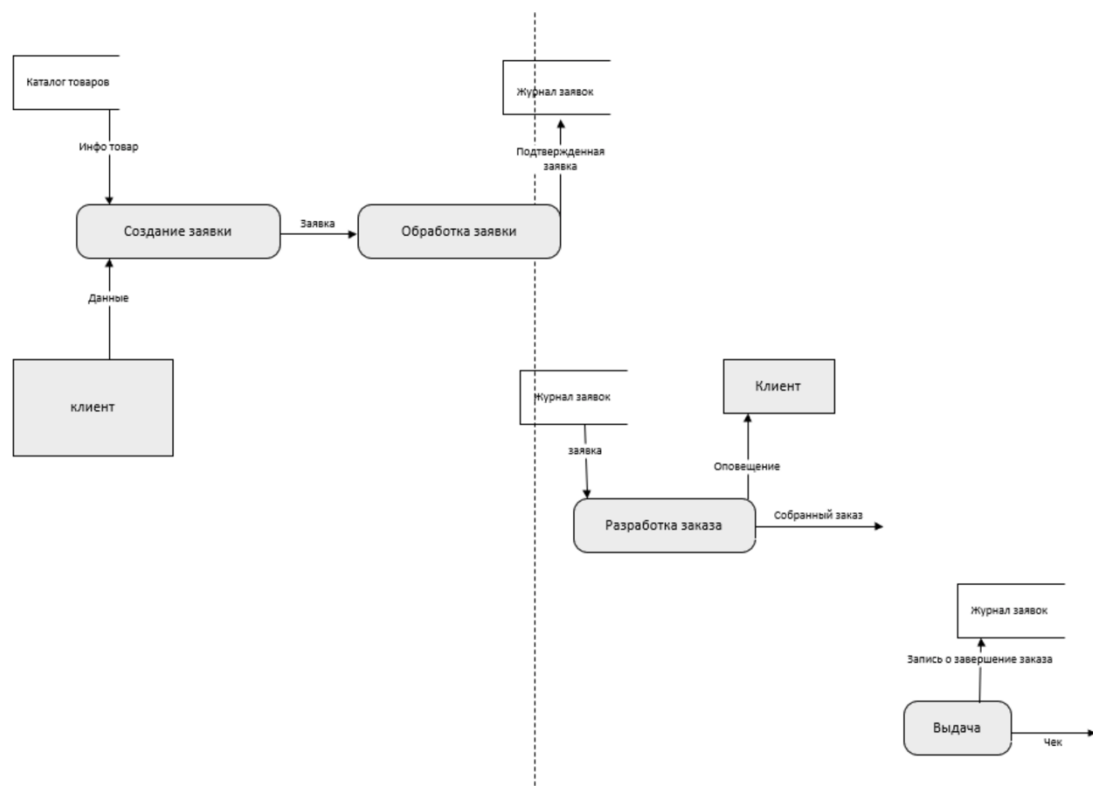 Каталог товаров
Журнал заявок
Инфо товар
Подтвержденная
заявка
Создание заявки
Заявка
Обработка заявки
Данные
клиент
Журнал заявок
Клиент
заявка
Оповещение
Разработка заказа
Собранный заказ
Журнал заявок
Запись о завершение заказа
Выдача
Чек